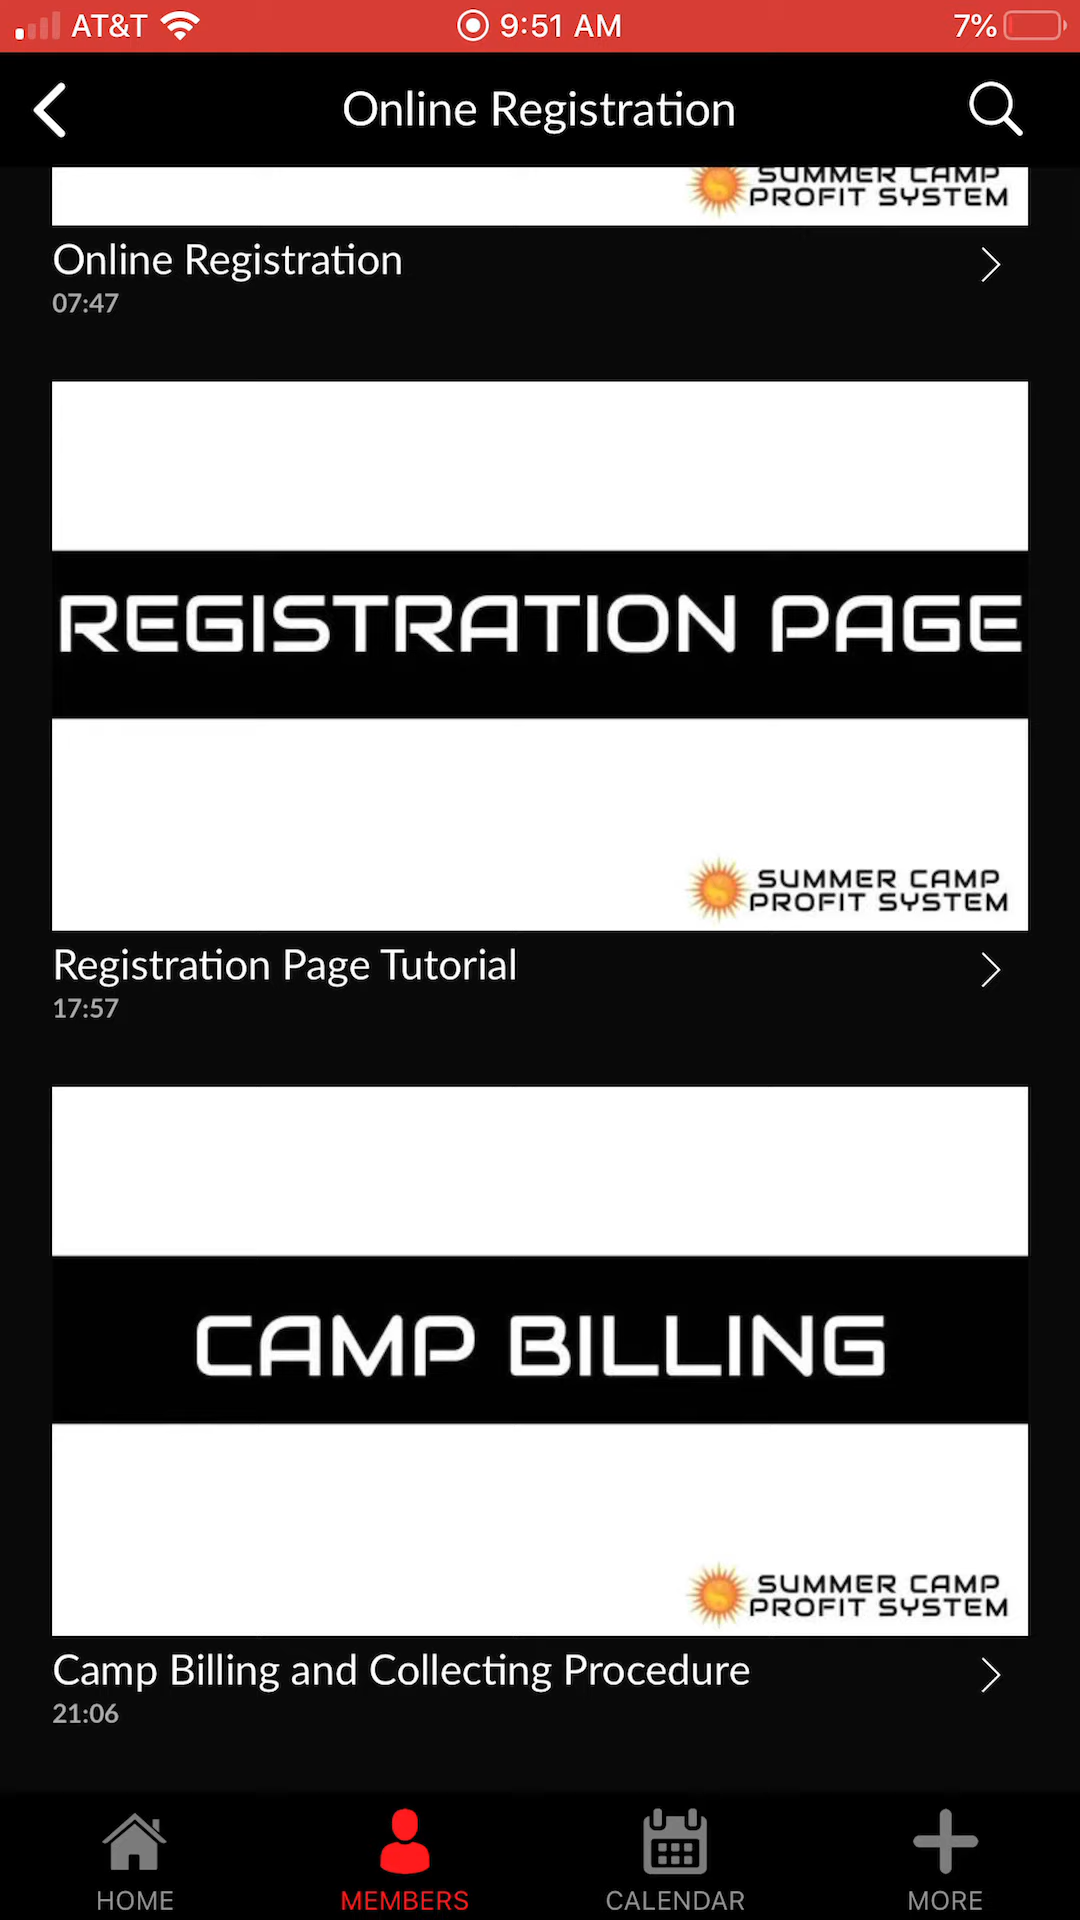 AT&T 9:51 AM 7%
Online Registration
SUMMER CAMP
PROFIT SYSTEM
Online Registration
07:47
REGISTRATION PAGE
SUMMER CAMP
PROFIT SYSTEM
Registration Page Tutorial
17:57
CAMP BILLING
SUMMER CAMP
PROFIT SYSTEM
Camp Billing and Collecting Procedure
21:06
HOME MEMBERS CALENDAR MORE